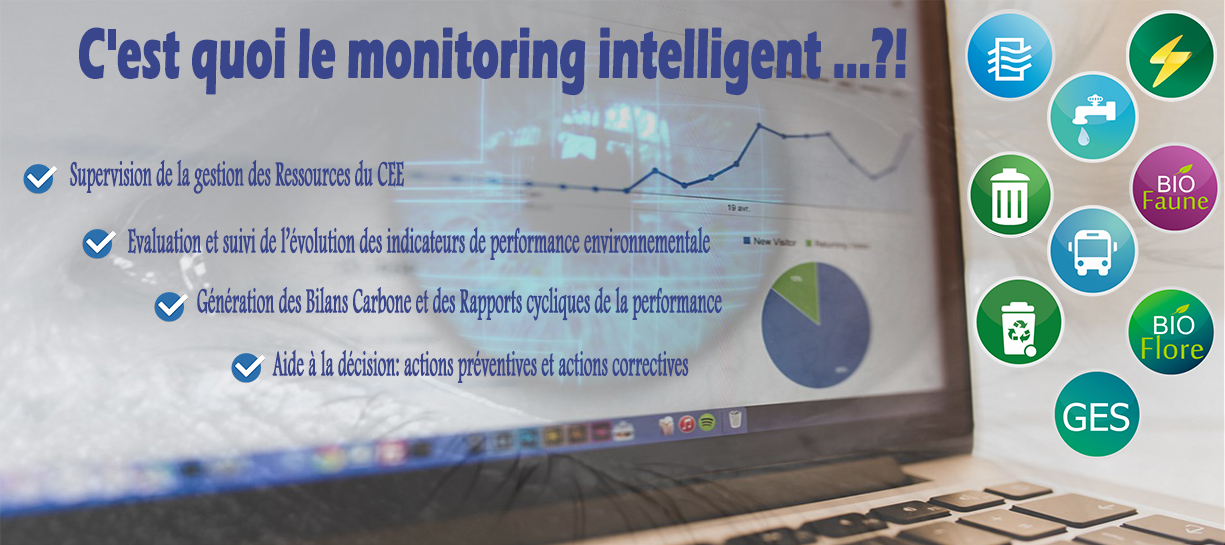 C'est quoi le monitoring intelligent ...?!
Supervision de la gestion des Ressources du CEE
Evaluation et suivi de l'évolution des indicateurs de performance environnementale
Génération des Bilans Carbone et des Rapports cycliques de la performance
Aide à la décision: actions préventives et actions correctives
19 avr.
New Visitor
Returning Visitor
BIO
Faune
BIO
Flore
GES